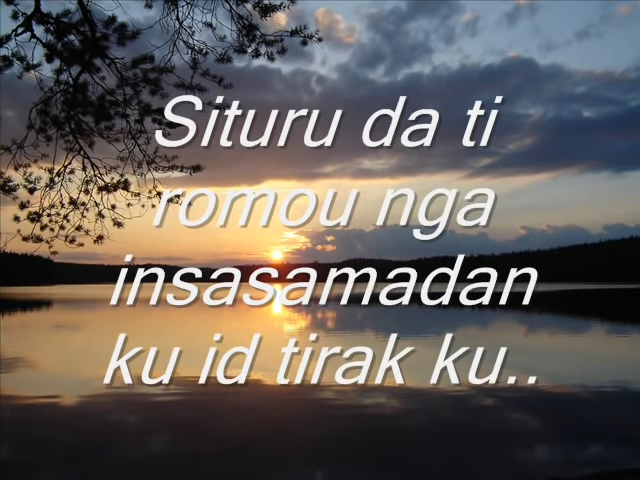 Situru da ti
romou nga
insasamadan
ku id tirak ku..